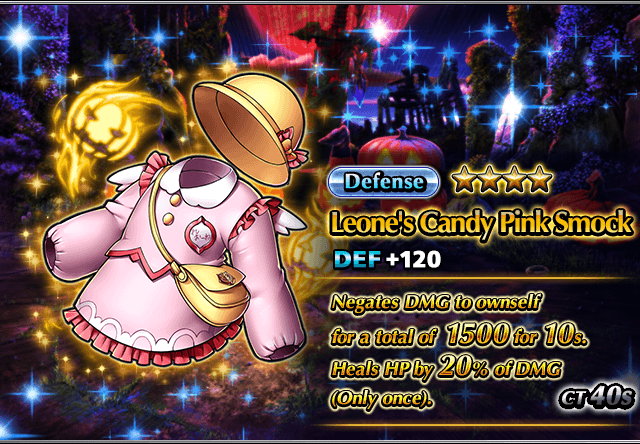 Defense
Leone's Candy Pink Smock
DEF +120
Negates DMG to ownself
for a total of 1500 for 10s.
Heals HP by 20% of DMG
(Only once).
CT 40s